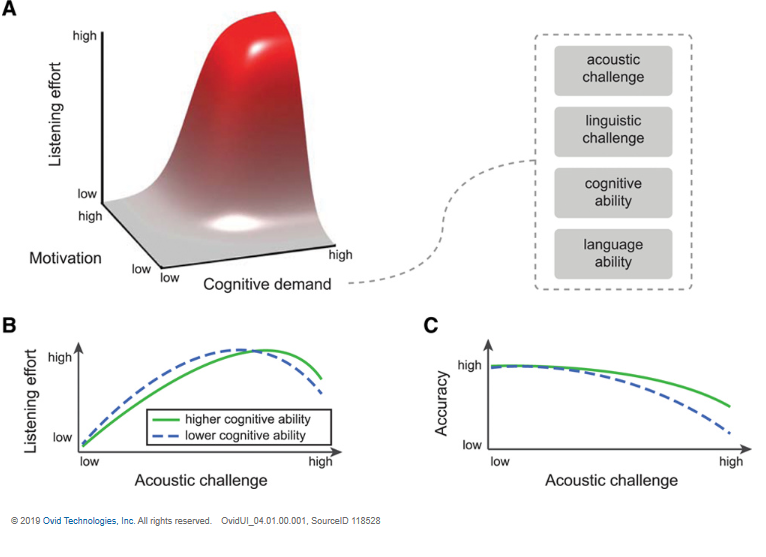 A
high
Listening effort
low
high
Motivation
low
low
Cognitive demand
high
acoustic
challenge
linguistic
challenge
cognitive
ability
language
ability
B
high
Listening effort
low
higher cognitive ability
lower cognitive ability
low
high
Acoustic challenge
C
high
Accuracy
low
low
high
Acoustic challenge
© 2019 Ovid Technologies, Inc. All rights reserved. OvidUI_04.01.00.001, SourceID 118528